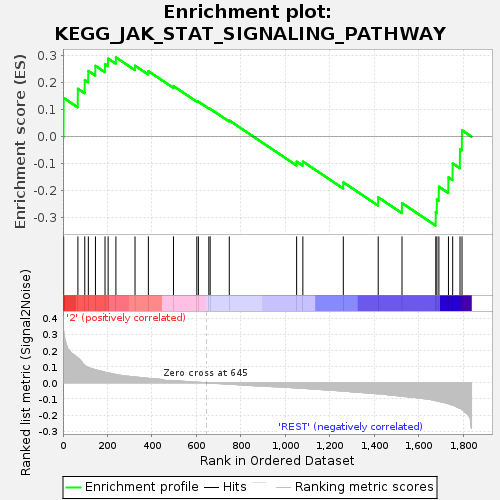 Enrichment plot:
KEGG_JAK_STAT_SIGNALING_PATHWAY
Enrichment score (ES)
0.3
0.2
0.1
0.0
-0.1
-0.2
-0.3
Ranked list metric (Signal2Noise)
'2' (positively correlated)
0.4
0.3
0.2
0.1
0.0
-0.1
-0.2
-0.3
Zero cross at 645
'REST' (negatively correlated)
0 200 400 600 800 1,000 1,200 1,400 1,600 1,800
Rank in Ordered Dataset
Enrichment profile Hits Ranking metric scores